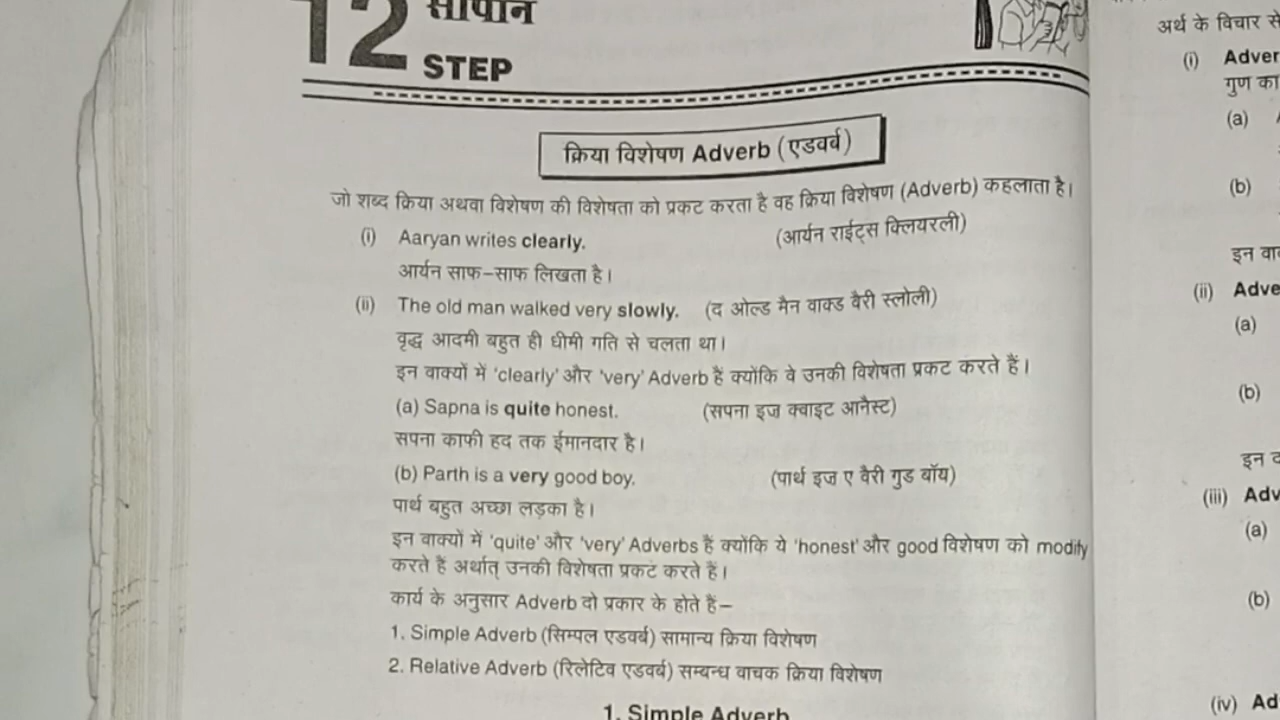 12 सोपान
STEP
क्रिया विशेषण Adverb (एडवर्ब)
जो शब्द क्रिया अथवा विशेषण की विशेषता को प्रकट करता है वह क्रिया विशेषण (Adverb) कहलाता है।
(i) Aaryan writes clearly. (आर्यन राईट्स क्लियरली)
आर्यन साफ-साफ लिखता है।
(ii) The old man walked very slowly. (द ओल्ड मैन वाक्ड वैरी स्लोली)
वृद्ध आदमी बहुत ही धीमी गति से चलता था।
इन वाक्यों में 'clearly' और 'very' Adverb हैं क्योंकि वे उनकी विशेषता प्रकट करते हैं।
(a) Sapna is quite honest. (सपना इज क्वाइट आनैस्ट)
सपना काफी हद तक ईमानदार है।
(b) Parth is a very good boy. (पार्थ इज ए वैरी गुड बॉय)
पार्थ बहुत अच्छा लड़का है।
इन वाक्यों में 'quite' और 'very' Adverbs हैं क्योंकि ये 'honest' और good विशेषण को modify
करते हैं अर्थात् उनकी विशेषता प्रकट करते हैं।
कार्य के अनुसार Adverb दो प्रकार के होते हैं–
1. Simple Adverb (सिम्पल एडवर्ब) सामान्य क्रिया विशेषण
2. Relative Adverb (रिलेटिव एडवर्ब) सम्बन्ध वाचक क्रिया विशेषण
1. Simple Adverb
अर्थ के विचार से
(i)
गुण का
(a)
(b)
इन
(ii)
(a)
(b)
इन
(iii)
(a)
(b)
(iv)